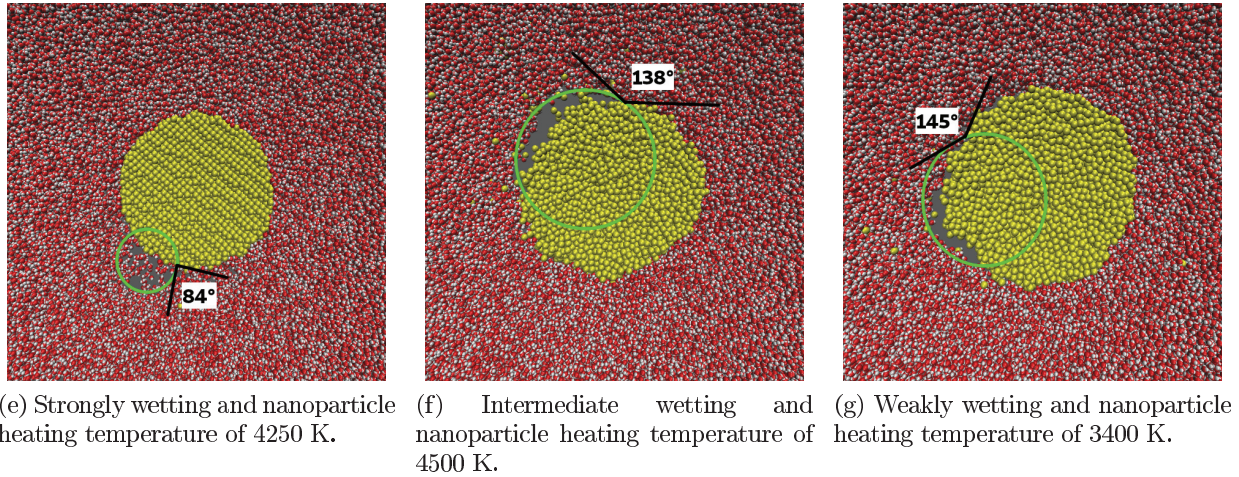 138°
145°
84°
(e) Strongly wetting and nanoparticle
heating temperature of 4250 K.
(f) Intermediate wetting and
nanoparticle heating temperature of
4500 K.
(g) Weakly wetting and nanoparticle
heating temperature of 3400 K.